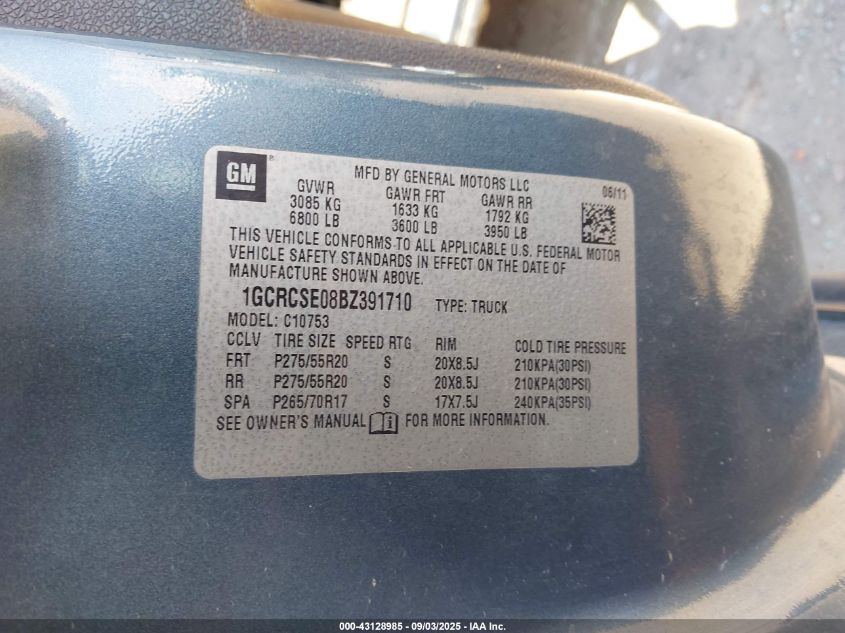 GM
MFD BY GENERAL MOTORS LLC
06/11
GVWR GAWR FRT GAWR RR
3085 KG 1633 KG 1792 KG
6800 LB 3600 LB 3950 LB
THIS VEHICLE CONFORMS TO ALL APPLICABLE U.S. FEDERAL MOTOR
VEHICLE SAFETY STANDARDS IN EFFECT ON THE DATE OF
MANUFACTURE SHOWN ABOVE.
1GCRCSE08BZ391710 TYPE: TRUCK
MODEL: C10753
CCLV TIRE SIZE SPEED RTG RIM COLD TIRE PRESSURE
FRT P275/55R20 S 20X8.5J 210KPA(30PSI)
RR P275/55R20 S 20X8.5J 210KPA(30PSI)
SPA P265/70R17 S 17X7.5J 240KPA(35PSI)
SEE OWNER'S MANUAL FOR MORE INFORMATION.
000-43128985 - 09/03/2025 - IAA Inc.